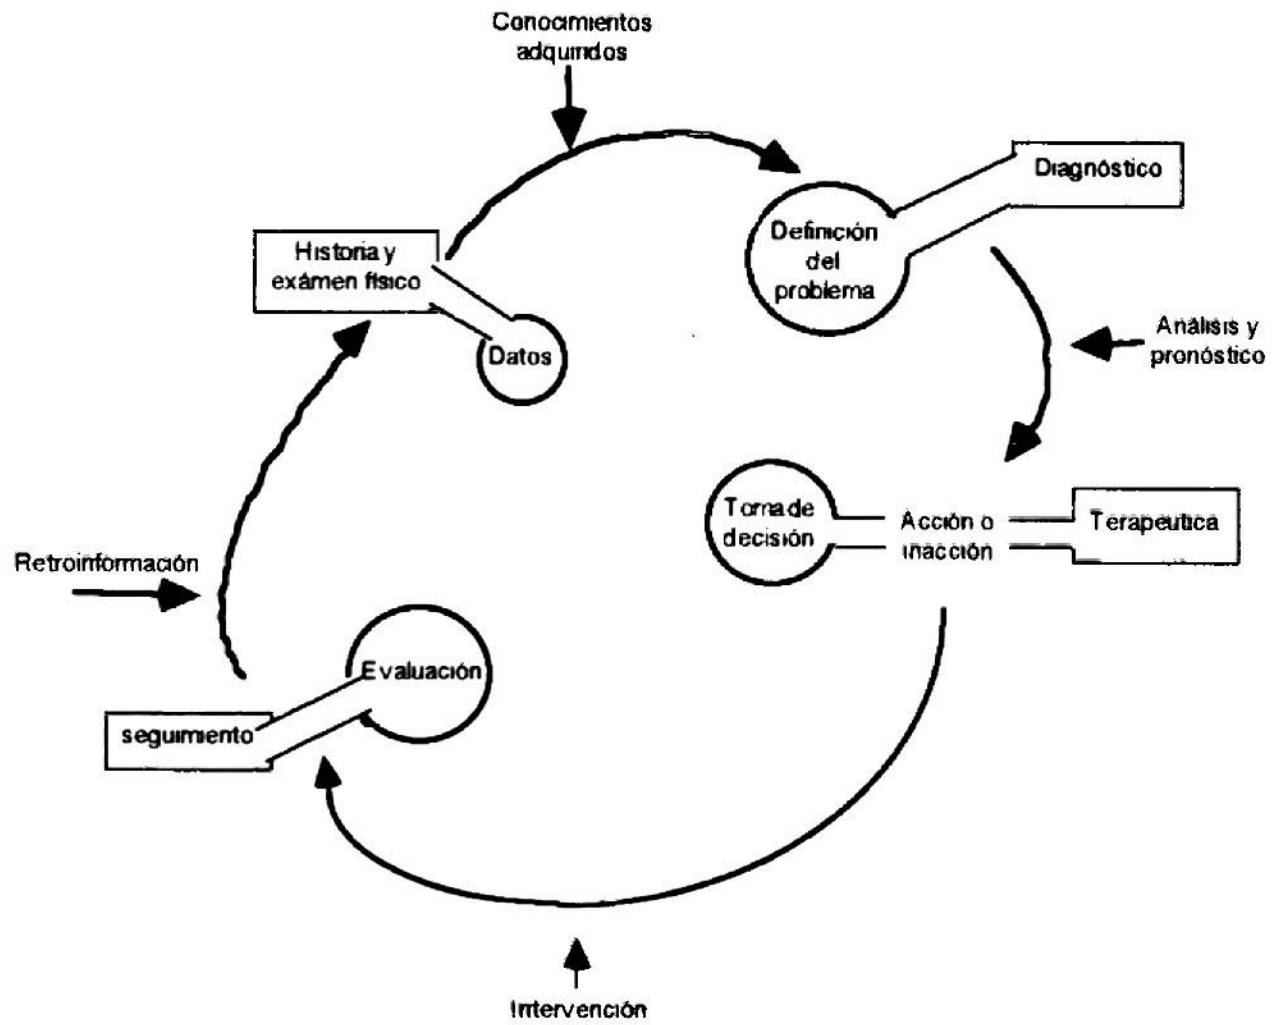 Conocimientos
adquiridos
Diagnóstico
Definición
del
problema
Historia y
exámen físico
Datos
Análisis y
pronóstico
Toma de
decisión
Acción o
inacción
Terapeutica
Retroinformación
Evaluación
seguimiento
Intervención